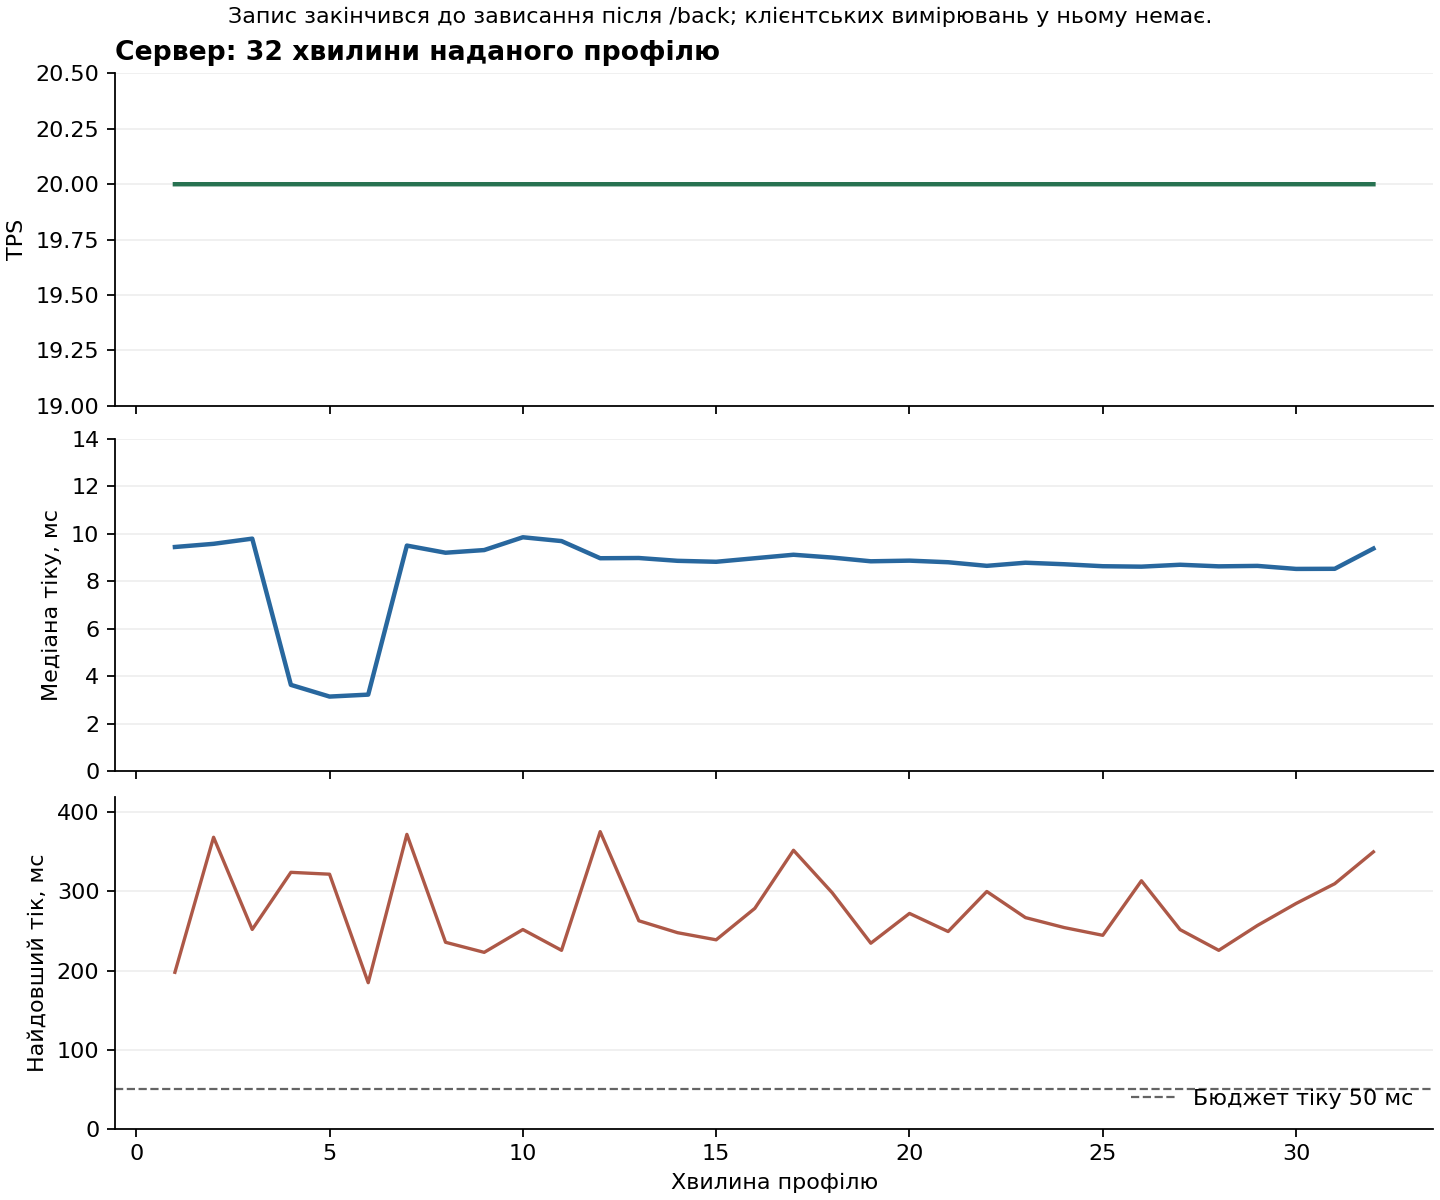 Запис закінчився до зависання після /back; клієнтських вимірювань у ньому немає.
Сервер: 32 хвилини наданого профілю
20.50
20.25
20.00
19.75
19.50
19.25
19.00
TPS
14
12
10
8
6
4
2
0
Медіана тіку, мс
400
300
200
100
0
Найдовший тік, мс
Бюджет тіку 50 мс
0 5 10 15 20 25 30
Хвилина профілю